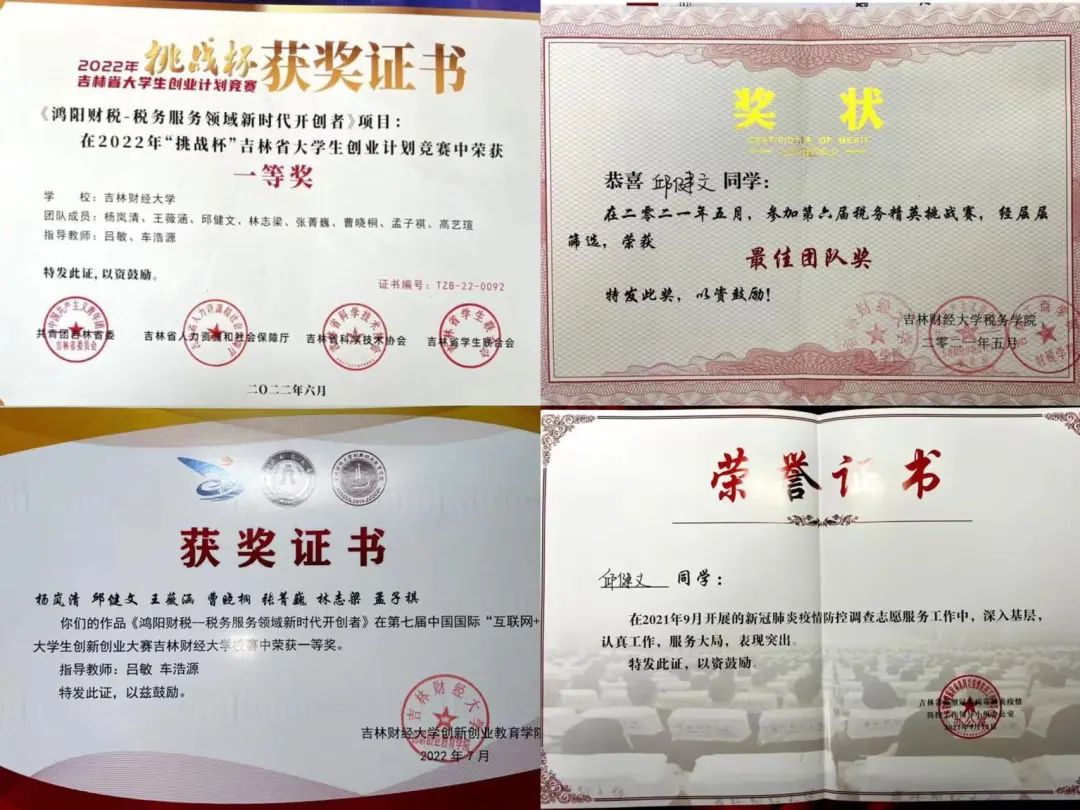 2022年
吉林省大学生创业计划竞赛
挑战杯
获奖证书
《鸿阳财税-税务服务领域新时代开创者》项目：
在2022年“挑战杯”吉林省大学生创业计划竞赛中荣获
一等奖
学 校：吉林财经大学
团队成员：杨岚清、王薇涵、邱健文、林志梁、张菁巍、曹晓桐、孟子祺、高艺瑄
指导教师：吕敏、车浩源
特发此证，以资鼓励。
证书编号：TZB-22-0092
共青团吉林省委
吉林省人力资源和社会保障厅
吉林省科学技术协会
吉林省学生联合会
二〇二二年六月
奖 状
CERTIFICATE OF MERIT
恭喜 邱健文 同学：
在二零二一年五月，参加第六届税务精英挑战赛，经层层
筛选，荣获
最佳团队奖
特发此奖，以资鼓励！
吉林财经大学税务学院
二零二一年五月
获奖证书
杨岚清 邱健文 王薇涵 曹晓桐 张菁巍 林志梁 孟子祺
你们的作品《鸿阳财税—税务服务领域新时代开创者》在第七届中国国际“互联网+
大学生创新创业大赛吉林财经大学校赛中荣获一等奖。
指导教师：吕敏 车浩源
特发此证，以兹鼓励。
吉林财经大学创新创业教育学院
2022年7月
荣誉证书
邱健文 同学：
在2021年9月开展的新冠肺炎疫情防控调查志愿服务工作中，深入基层，
认真工作，服务大局，表现突出。
特发此证，以资鼓励。